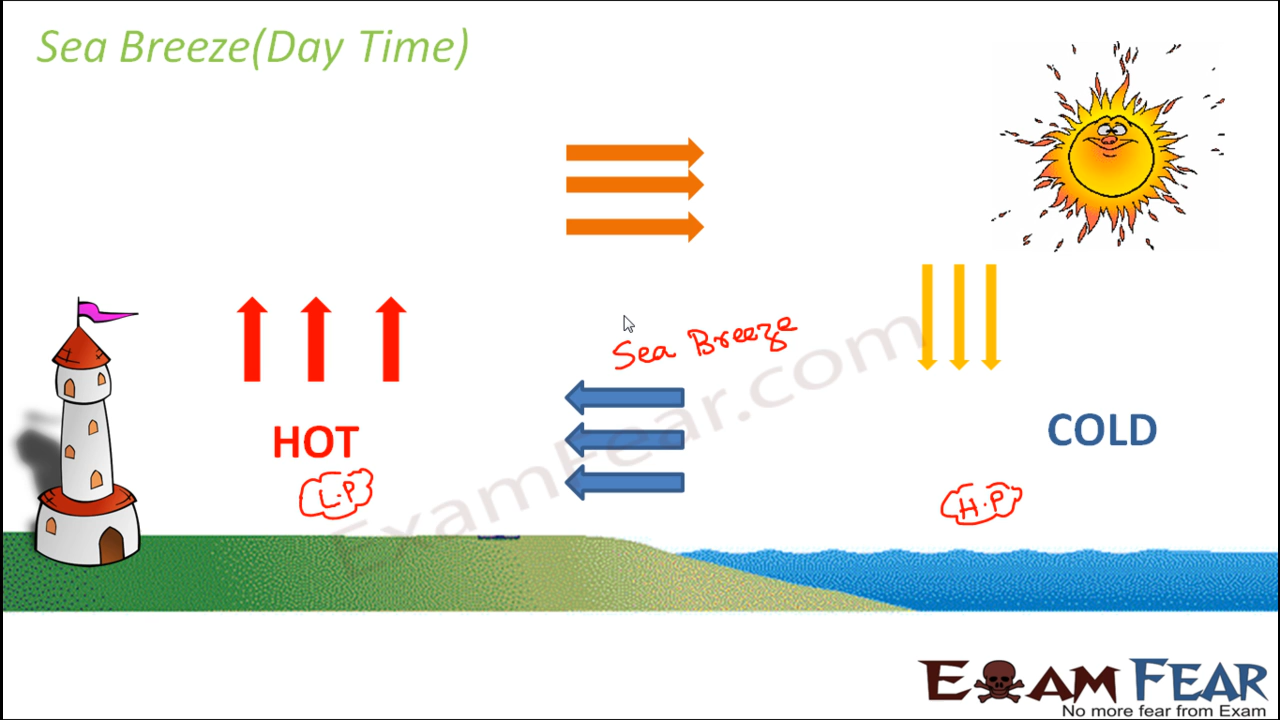 Sea Breeze(Day Time)
Sea Breeze
HOT
COLD
L.P
H.P
ExamFear.com
EXAM FEAR
No more fear from Exam